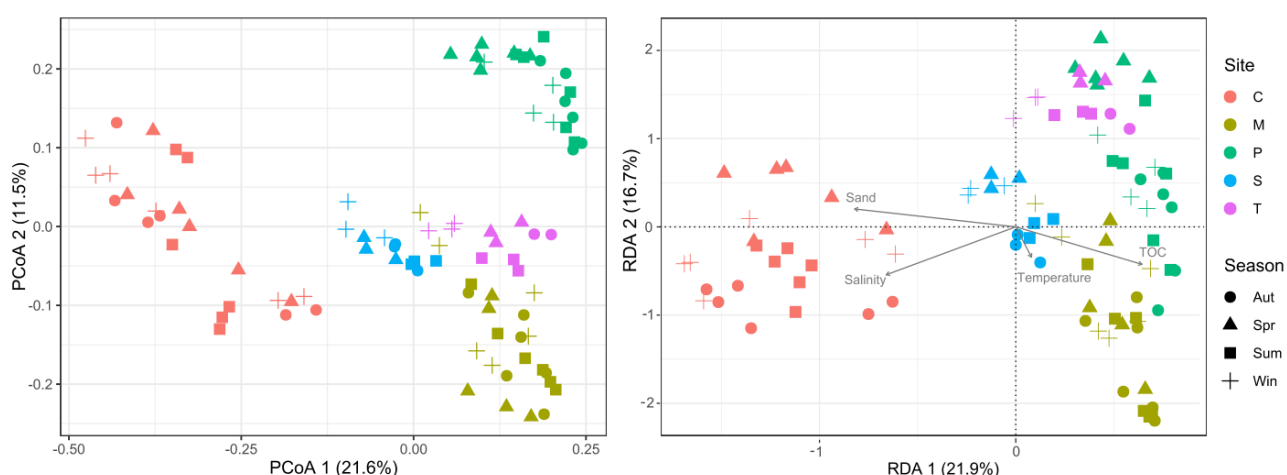 PCoA 2 (11.5%)
0.2
0.1
0.0
-0.1
-0.2
-0.50
-0.25
0.00
0.25
PCoA 1 (21.6%)
RDA 2 (16.7%)
2
1
0
-1
-2
Sand
Salinity
Temperature
TOC
-1
0
1
RDA 1 (21.9%)
Site
C
M
P
S
T
Season
Aut
Spr
Sum
Win